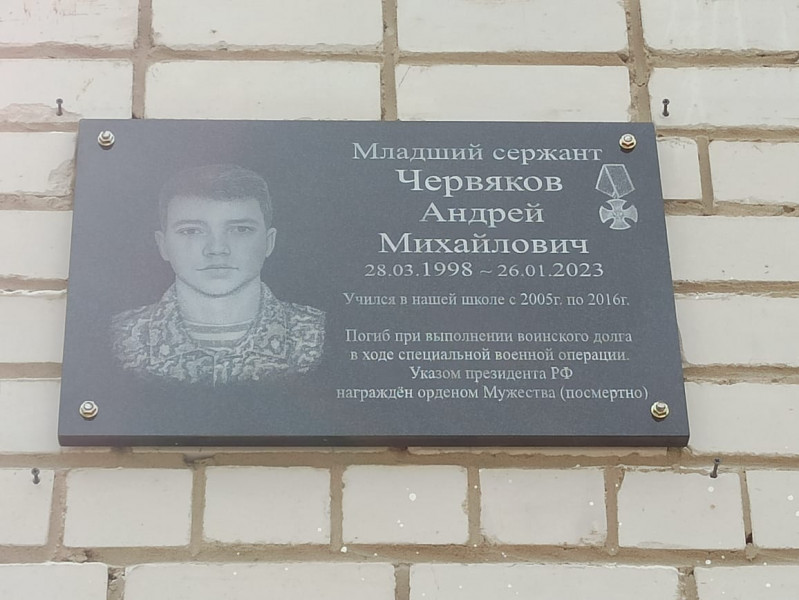 Младший сержант
Червяков
Андрей
Михайлович
28.03.1998 ~ 26.01.2023
Учился в нашей школе с 2005г. по 2016г.
Погиб при выполнении воинского долга
в ходе специальной военной операции.
Указом президента РФ
награждён орденом Мужества (посмертно)